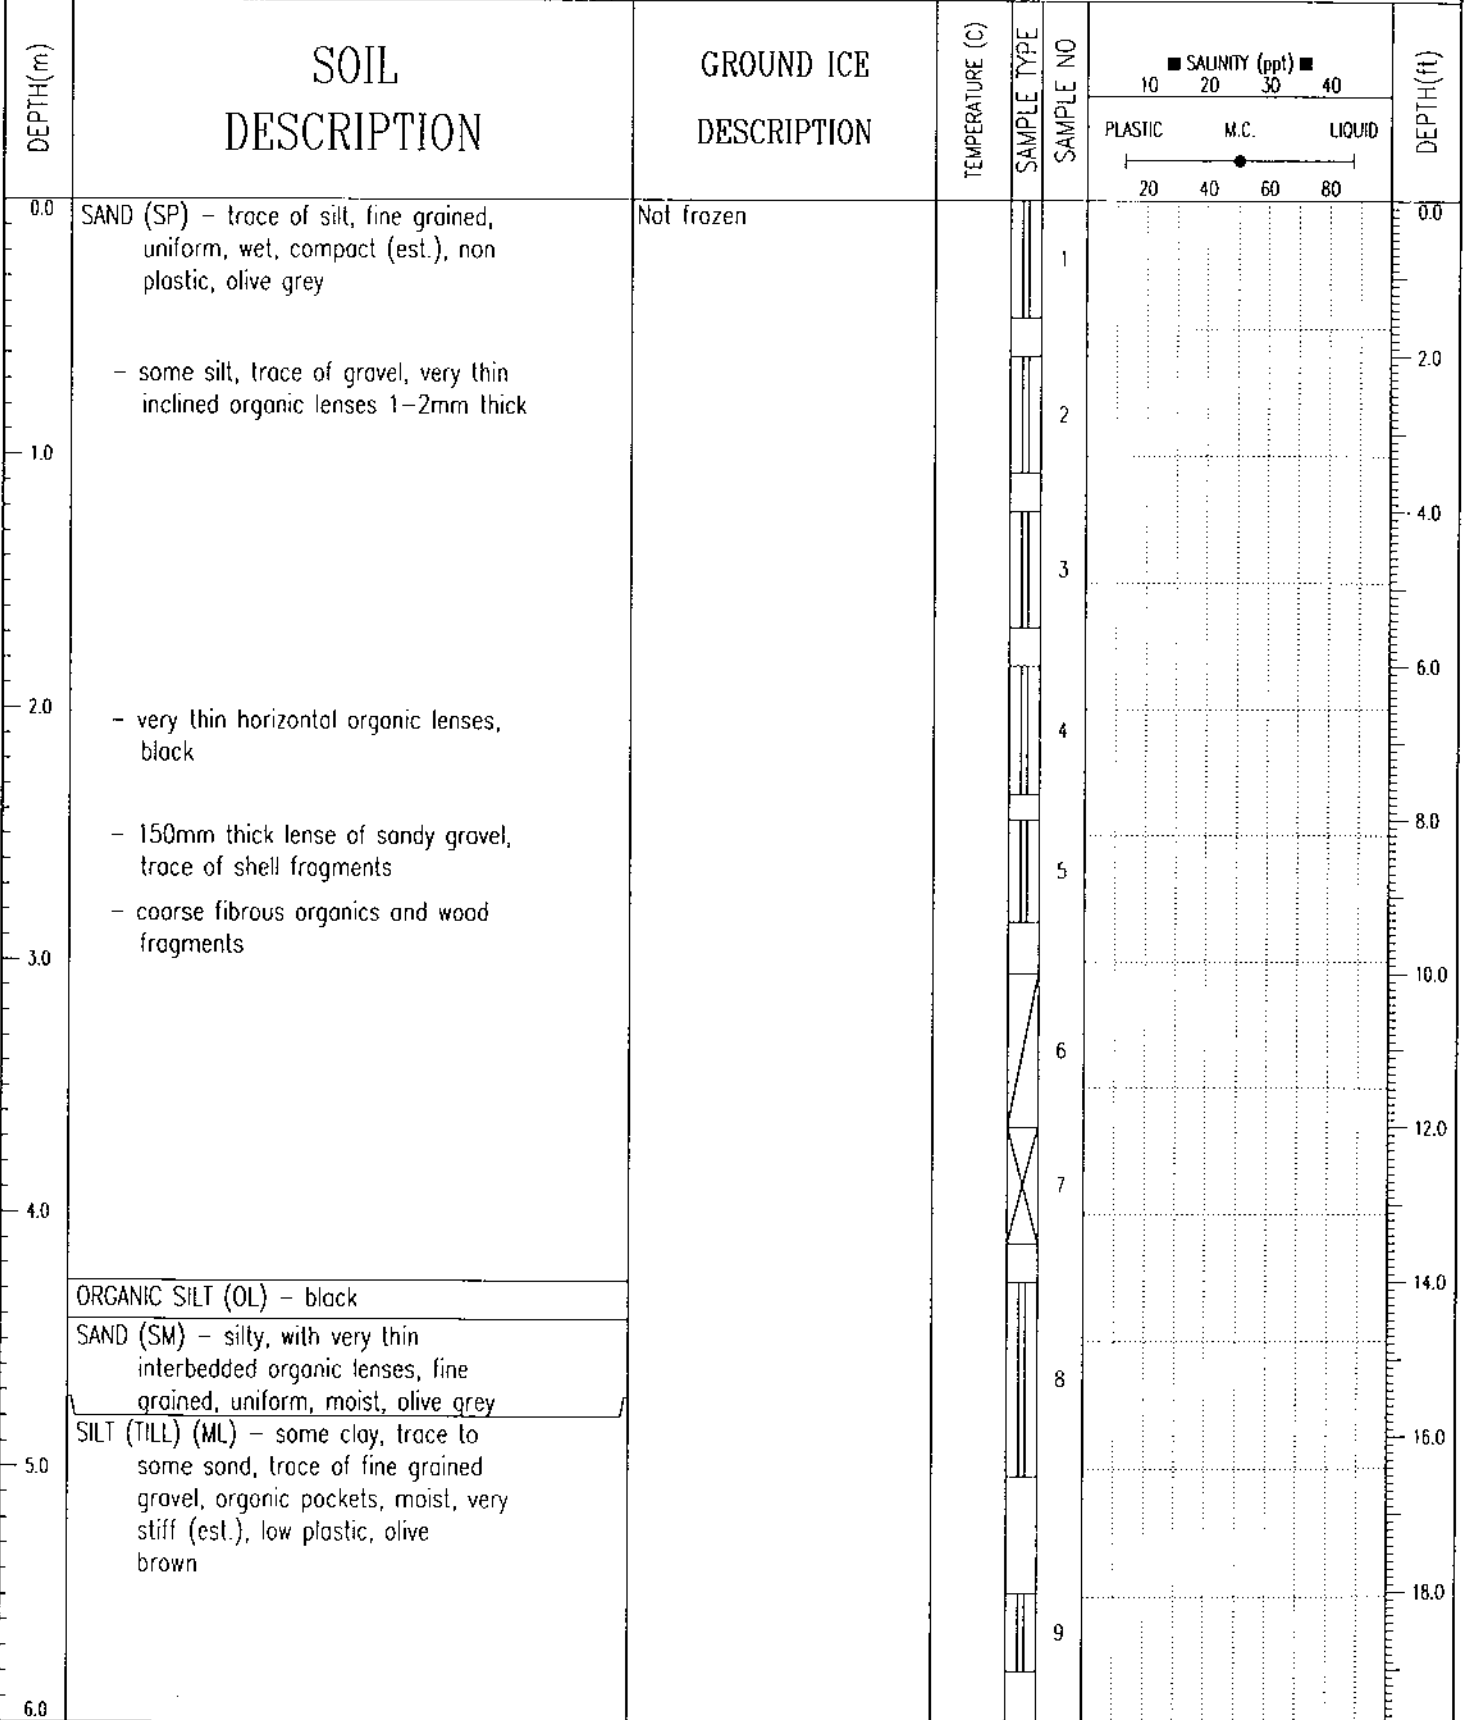 DEPTH(m)
SOIL
DESCRIPTION
GROUND ICE
DESCRIPTION
TEMPERATURE (C)
SAMPLE TYPE
SAMPLE NO
■ SALINITY (ppt) ■
10 20 30 40
PLASTIC M.C. LIQUID
20 40 60 80
DEPTH(ft)
0.0
SAND (SP) – trace of silt, fine grained,
uniform, wet, compact (est.), non
plastic, olive grey
Not frozen
1
0.0
– some silt, trace of gravel, very thin
inclined organic lenses 1–2mm thick
2
2.0
1.0
3
4.0
2.0
– very thin horizontal organic lenses,
black
4
6.0
– 150mm thick lense of sandy gravel,
trace of shell fragments
5
8.0
– coarse fibrous organics and wood
fragments
3.0
10.0
6
12.0
7
4.0
ORGANIC SILT (OL) – black
14.0
SAND (SM) – silty, with very thin
interbedded organic lenses, fine
grained, uniform, moist, olive grey
8
SILT (TILL) (ML) – some clay, trace to
some sand, trace of fine grained
gravel, organic pockets, moist, very
stiff (est.), low plastic, olive
brown
16.0
5.0
18.0
9
6.0